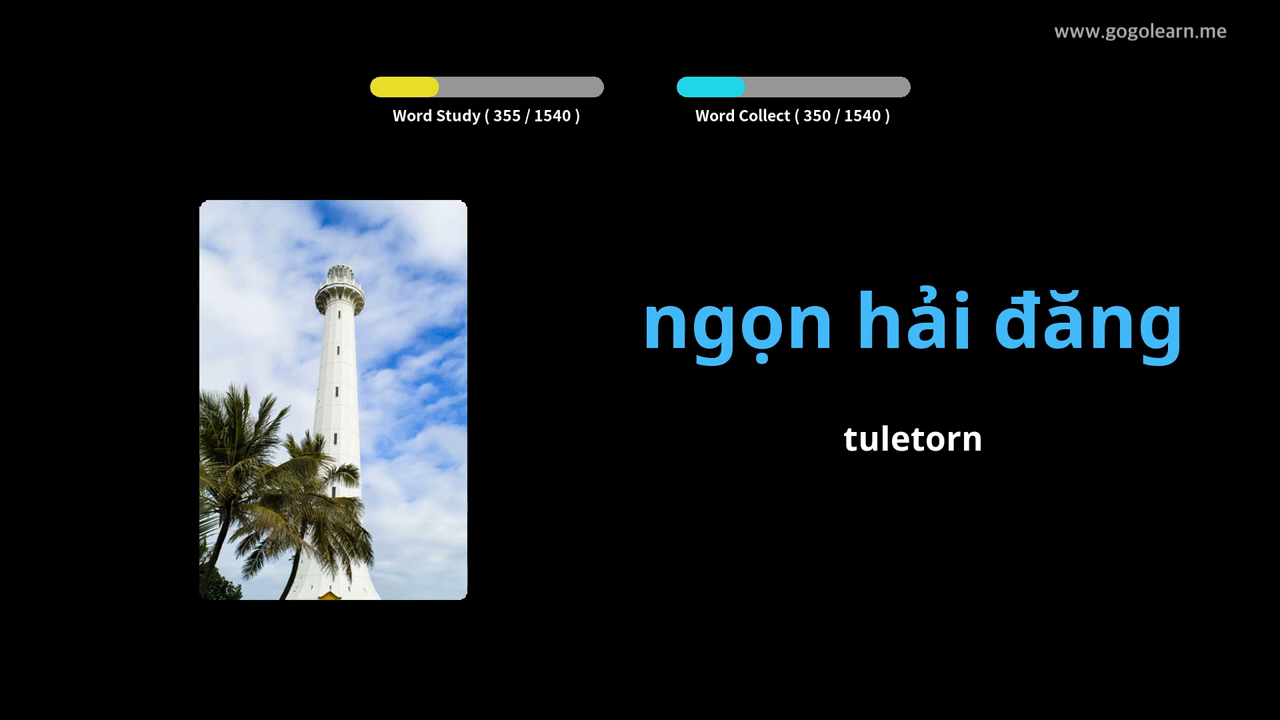 www.gogolearn.me
Word Study ( 355 / 1540 )
Word Collect ( 350 / 1540 )
ngọn hải đăng
tuletorn